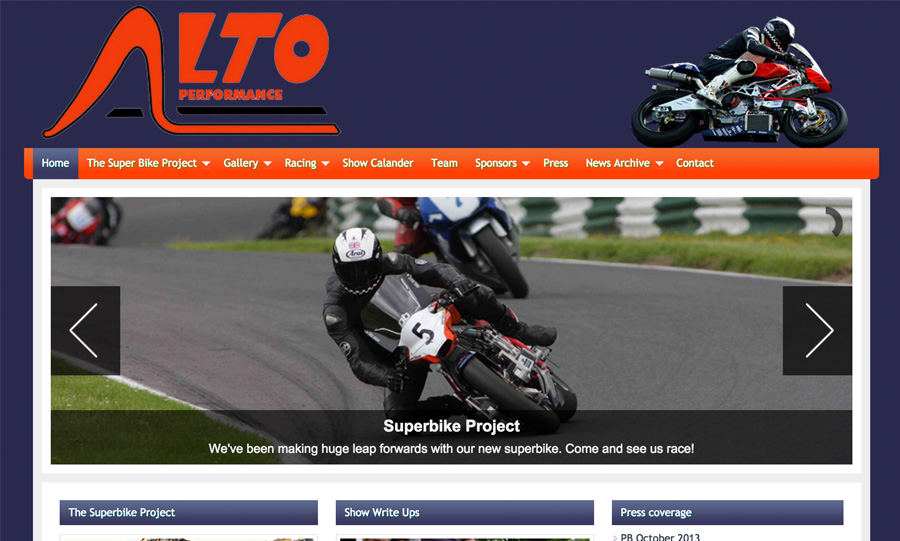 ALTO
PERFORMANCE
Home The Super Bike Project Gallery Racing Show Calander Team Sponsors Press News Archive Contact
Arai
5
Superbike Project
We've been making huge leap forwards with our new superbike. Come and see us race!
The Superbike Project Show Write Ups Press coverage
> PB October 2013